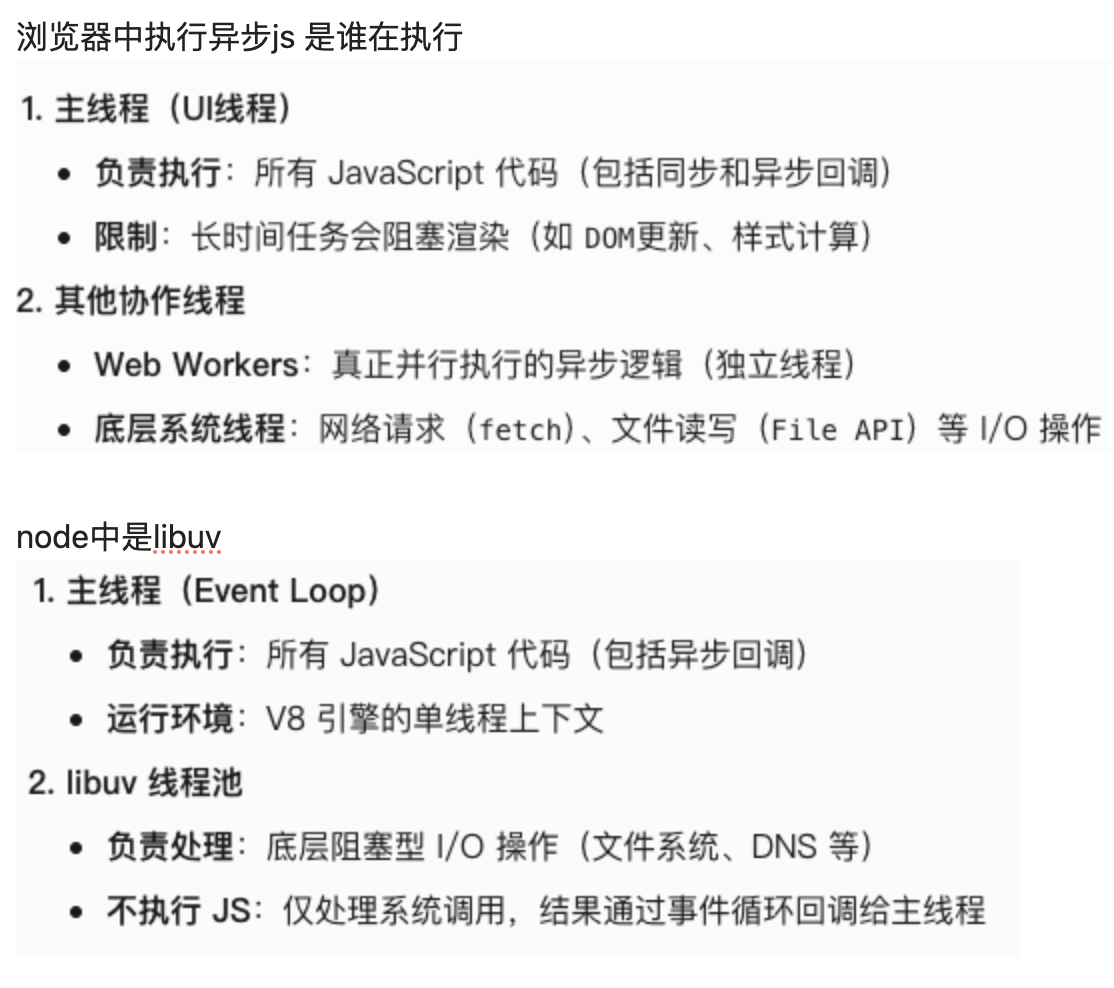 浏览器中执行异步js 是谁在执行
1. 主线程（UI线程）
• 负责执行：所有 JavaScript 代码（包括同步和异步回调）
• 限制：长时间任务会阻塞渲染（如 DOM更新、样式计算）
2. 其他协作线程
• Web Workers：真正并行执行的异步逻辑（独立线程）
• 底层系统线程：网络请求（fetch）、文件读写（File API）等 I/O 操作
node中是libuv
1. 主线程（Event Loop）
• 负责执行：所有 JavaScript 代码（包括异步回调）
• 运行环境：V8 引擎的单线程上下文
2. libuv 线程池
• 负责处理：底层阻塞型 I/O 操作（文件系统、DNS 等）
• 不执行 JS：仅处理系统调用，结果通过事件循环回调给主线程